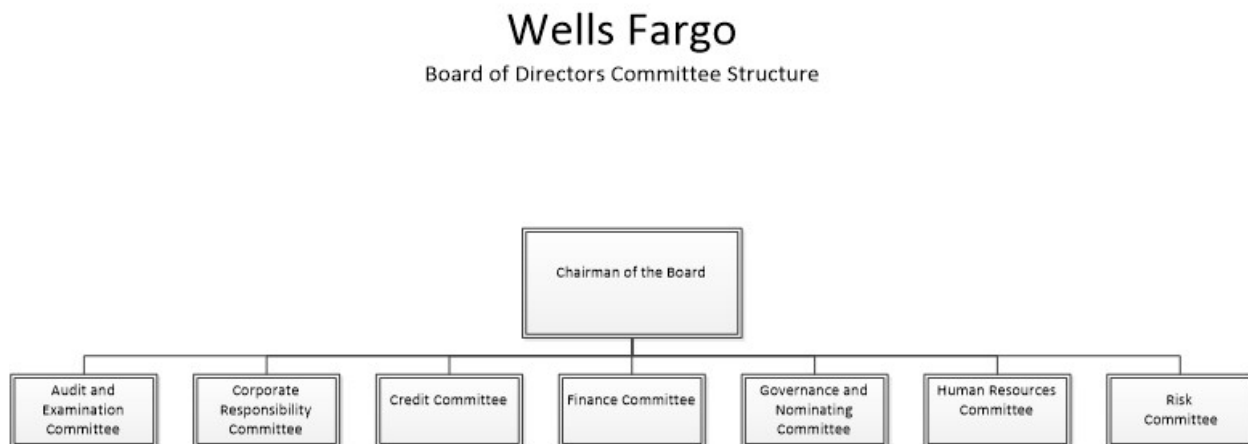 Wells Fargo
Board of Directors Committee Structure
Chairman of the Board
Audit and
Examination
Committee
Corporate
Responsibility
Committee
Credit Committee
Finance Committee
Governance and
Nominating
Committee
Human Resources
Committee
Risk
Committee